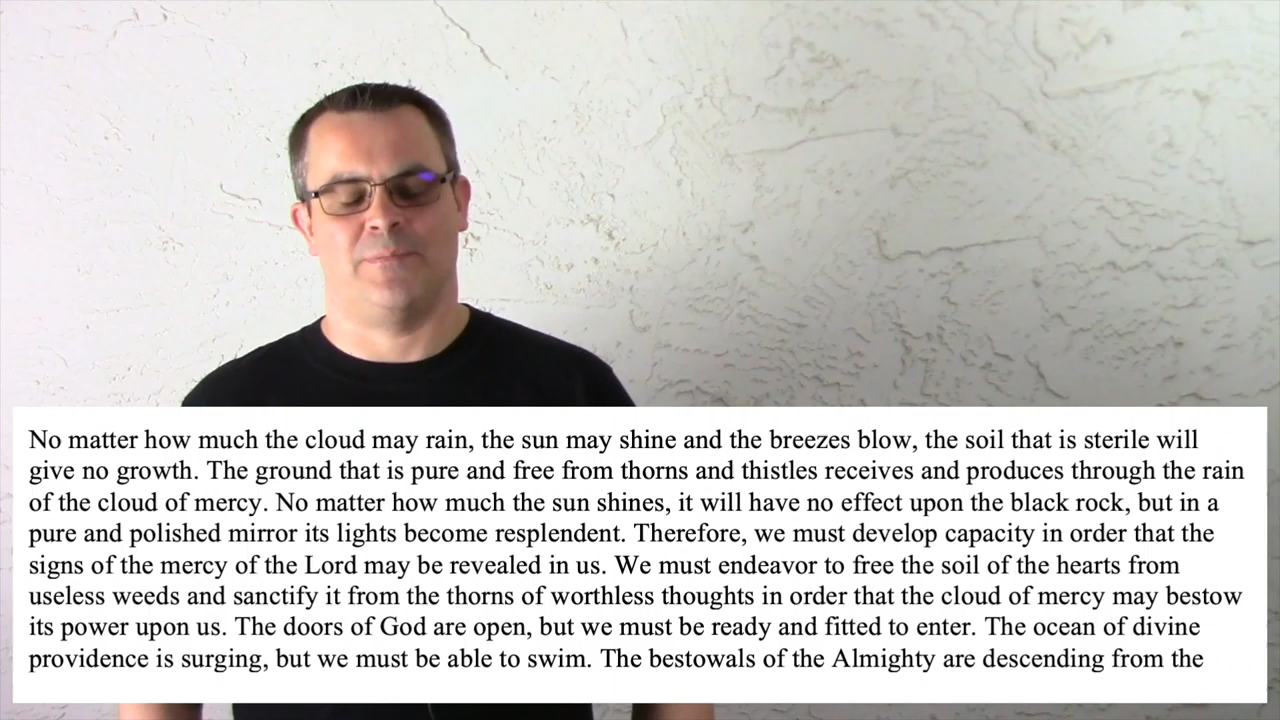 No matter how much the cloud may rain, the sun may shine and the breezes blow, the soil that is sterile will
give no growth. The ground that is pure and free from thorns and thistles receives and produces through the rain
of the cloud of mercy. No matter how much the sun shines, it will have no effect upon the black rock, but in a
pure and polished mirror its lights become resplendent. Therefore, we must develop capacity in order that the
signs of the mercy of the Lord may be revealed in us. We must endeavor to free the soil of the hearts from
useless weeds and sanctify it from the thorns of worthless thoughts in order that the cloud of mercy may bestow
its power upon us. The doors of God are open, but we must be ready and fitted to enter. The ocean of divine
providence is surging, but we must be able to swim. The bestowals of the Almighty are descending from the